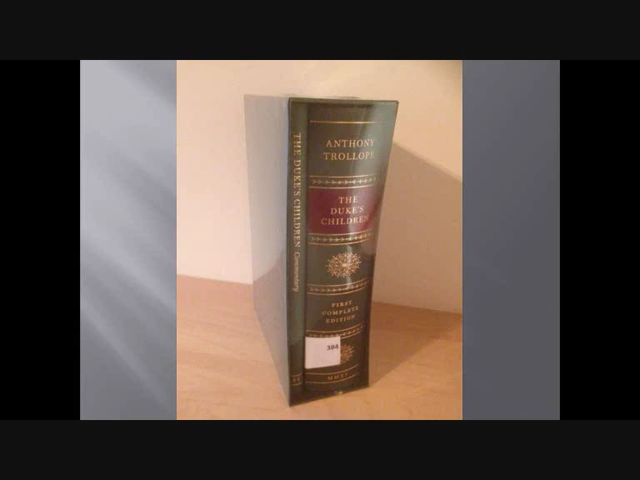 THE DUKE'S CHILDREN Commentary
ANTHONY
TROLLOPE
THE
DUKE'S
CHILDREN
FIRST
COMPLETE
EDITION
384